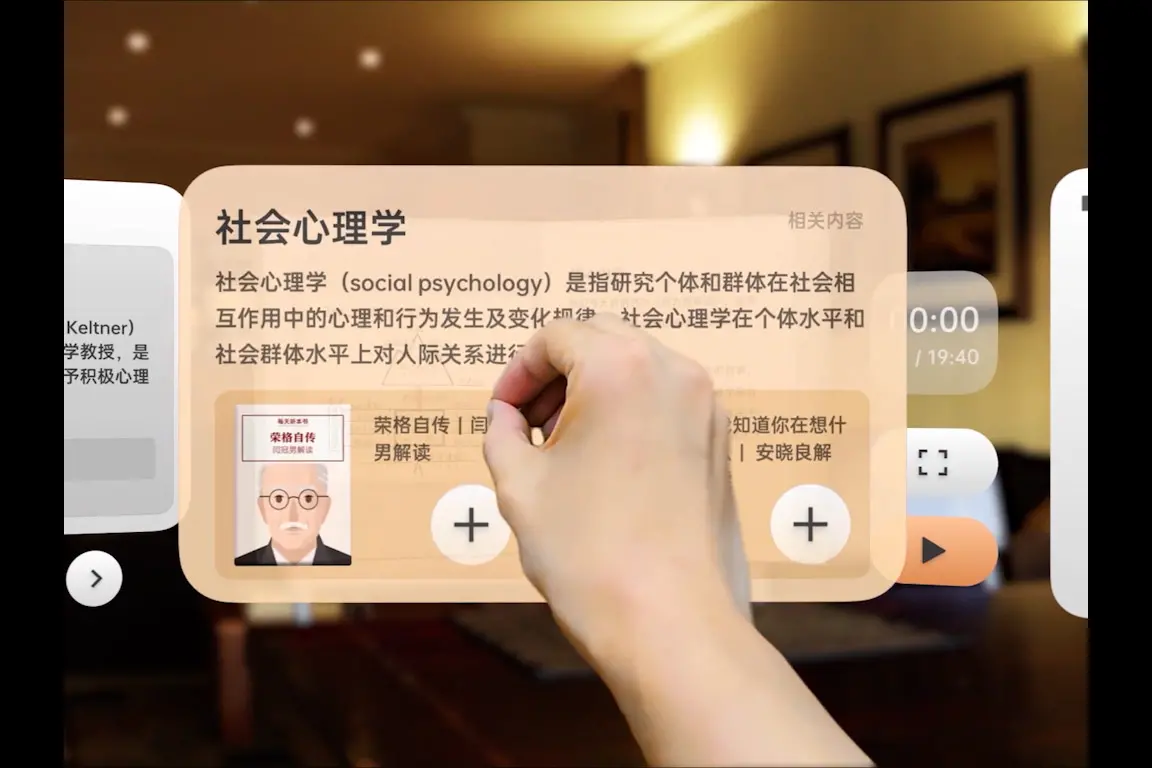 社会心理学
相关内容
社会心理学（social psychology）是指研究个体和群体在社会相
互作用中的心理和行为发生及变化规律 社会心理学在个体水平和
社会群体水平上对人际关系进行
Keltner）
学教授，是
予积极心理
每天听本书
荣格自传
闫冠男解读
荣格自传 | 闫
男解读
知道你在想什
| 安晓良解
0:00
/ 19:40